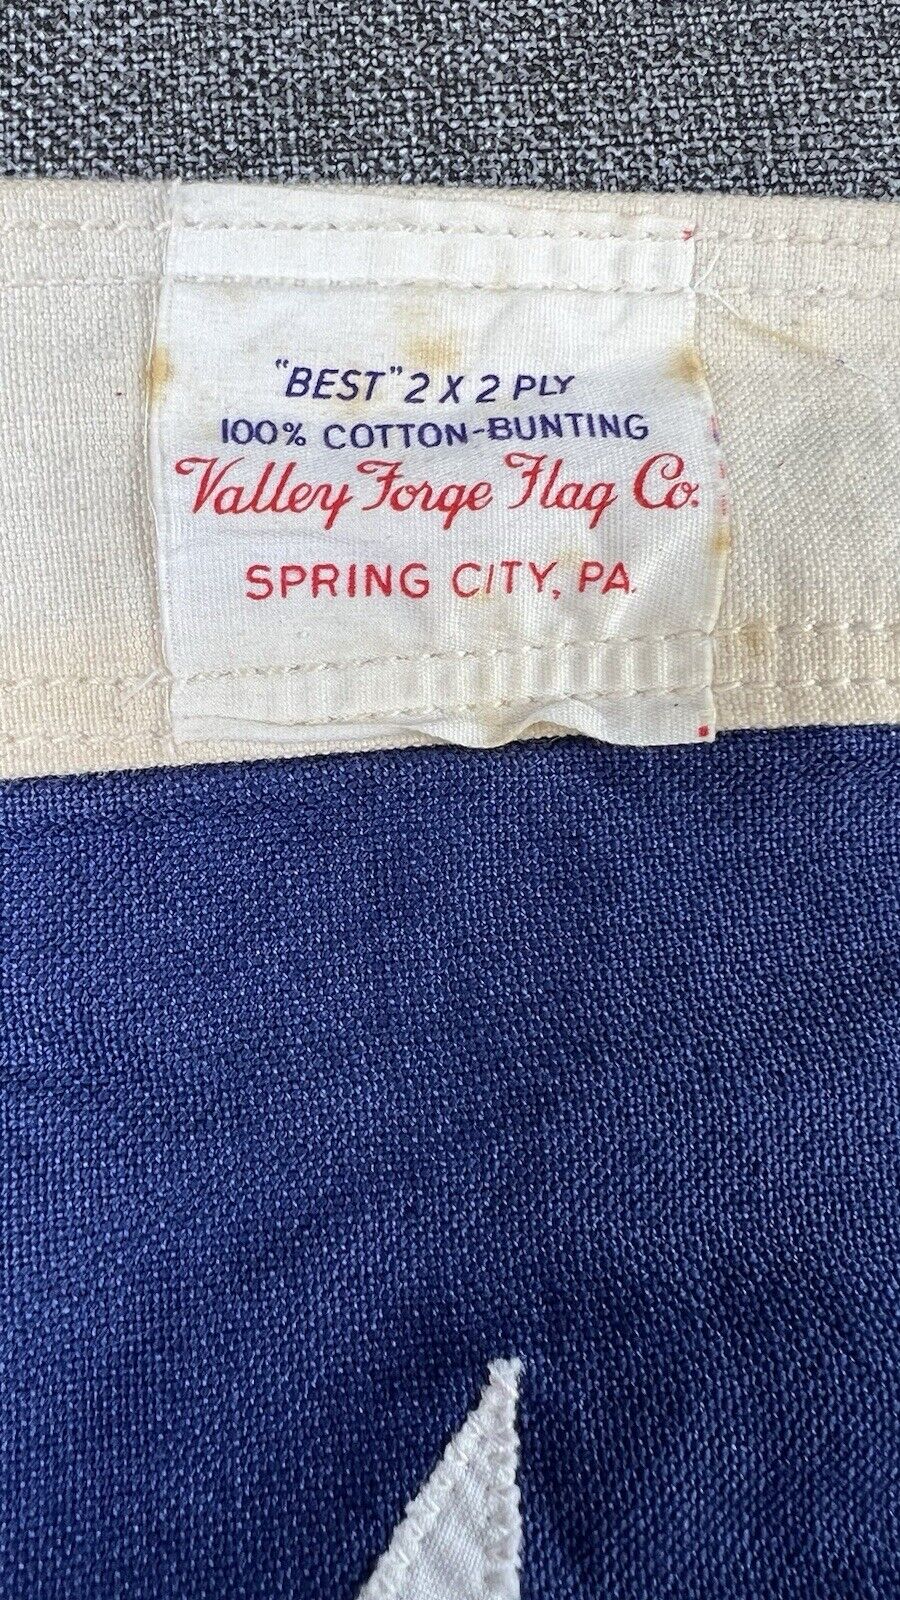 "BEST" 2 X 2 PLY
100% COTTON-BUNTING
Valley Forge Flag Co.
SPRING CITY, PA.